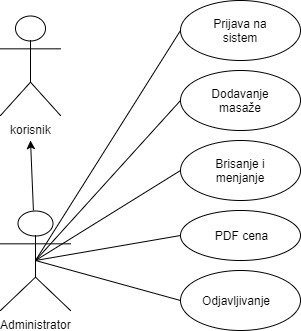 Prijava na
sistem
Dodavanje
masaže
korisnik
Brisanje i
menjanje
PDF cena
Odjavljivanje
Administrator